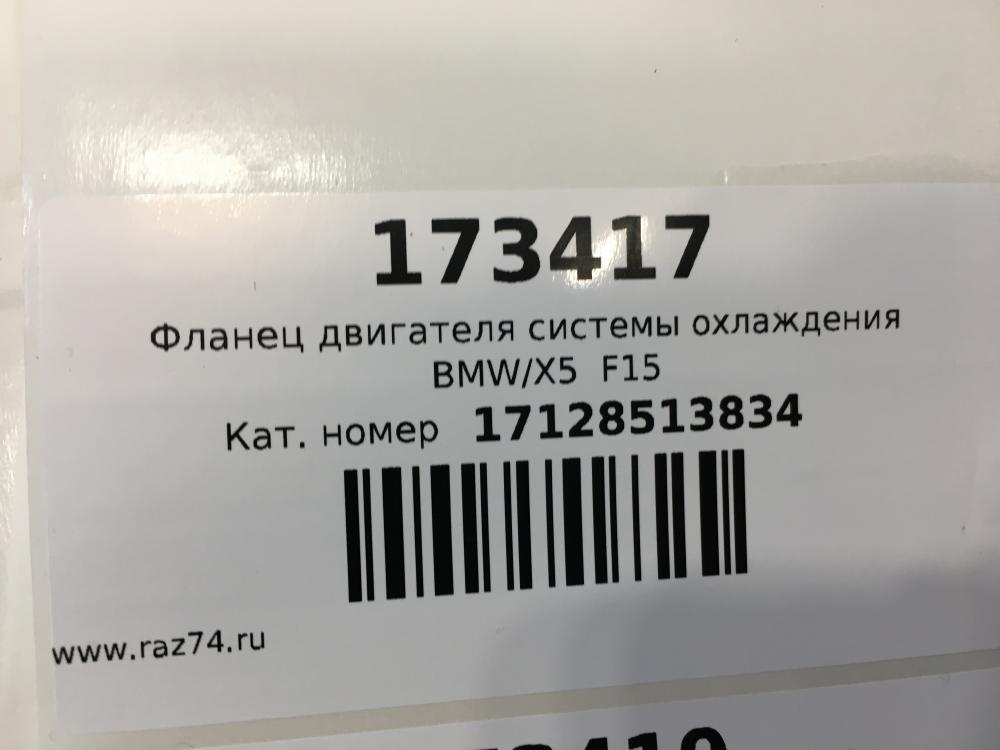 173417
Фланец двигателя системы охлаждения
BMW/X5 F15
Кат. номер 17128513834
www.raz74.ru